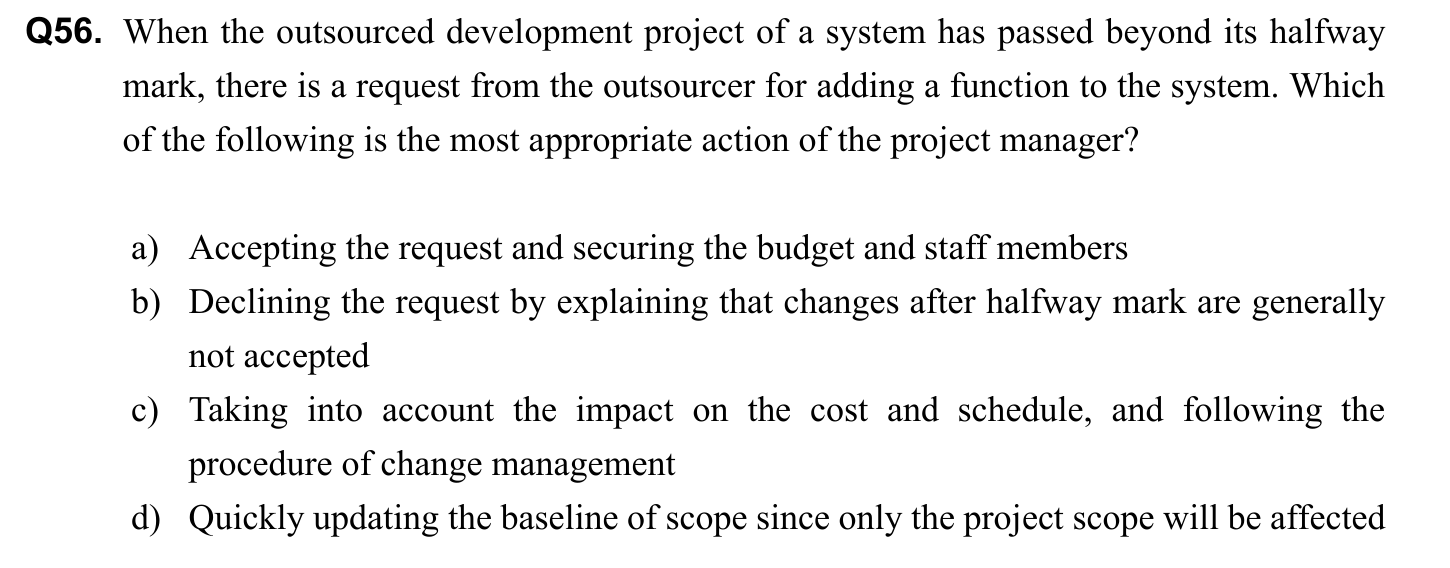 Q56. When the outsourced development project of a system has passed beyond its halfway
mark, there is a request from the outsourcer for adding a function to the system. Which
of the following is the most appropriate action of the project manager?
a) Accepting the request and securing the budget and staff members
b) Declining the request by explaining that changes after halfway mark are generally
not accepted
c) Taking into account the impact on the cost and schedule, and following the
procedure of change management
d) Quickly updating the baseline of scope since only the project scope will be affected